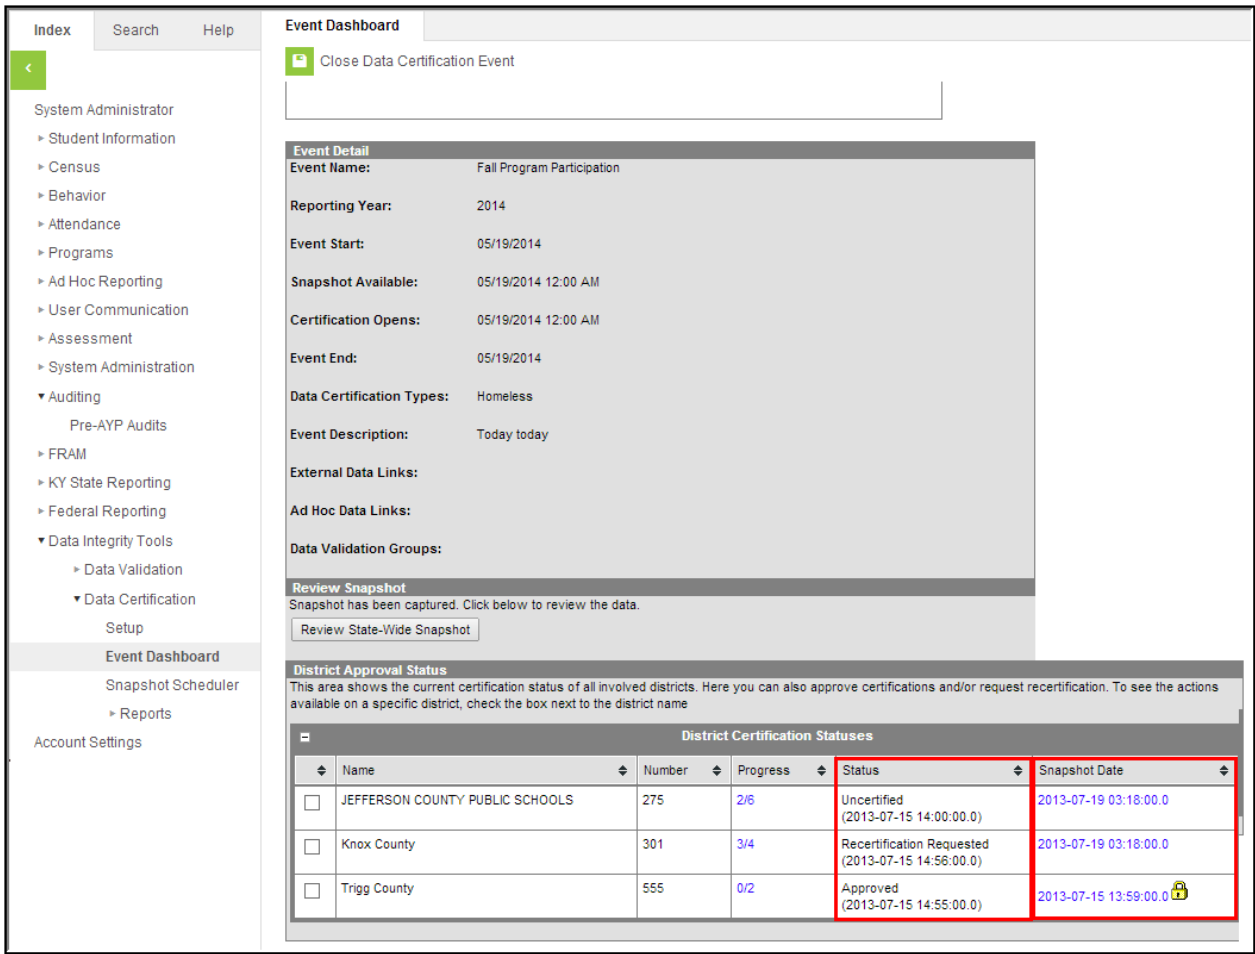 Index
Search
Help
Event Dashboard
Close Data Certification Event
System Administrator
Student Information
Census
Behavior
Attendance
Programs
Ad Hoc Reporting
User Communication
Assessment
System Administration
Auditing
Pre-AYP Audits
FRAM
KY State Reporting
Federal Reporting
Data Integrity Tools
Data Validation
Data Certification
Setup
Event Dashboard
Snapshot Scheduler
Reports
Account Settings
Event Detail
Event Name: Fall Program Participation
Reporting Year: 2014
Event Start: 05/19/2014
Snapshot Available: 05/19/2014 12:00 AM
Certification Opens: 05/19/2014 12:00 AM
Event End: 05/19/2014
Data Certification Types: Homeless
Event Description: Today today
External Data Links:
Ad Hoc Data Links:
Data Validation Groups:
Review Snapshot
Snapshot has been captured. Click below to review the data.
Review State-Wide Snapshot
District Approval Status
This area shows the current certification status of all involved districts. Here you can also approve certifications and/or request recertification. To see the actions
available on a specific district, check the box next to the district name
District Certification Statuses
Name Number Progress Status Snapshot Date
JEFFERSON COUNTY PUBLIC SCHOOLS 275 2/6 Uncertified 2013-07-19 03:18:00.0
(2013-07-15 14:00:00.0)
Knox County 301 3/4 Recertification Requested 2013-07-19 03:18:00.0
(2013-07-15 14:56:00.0)
Trigg County 555 0/2 Approved 2013-07-15 13:59:00.0
(2013-07-15 14:55:00.0)